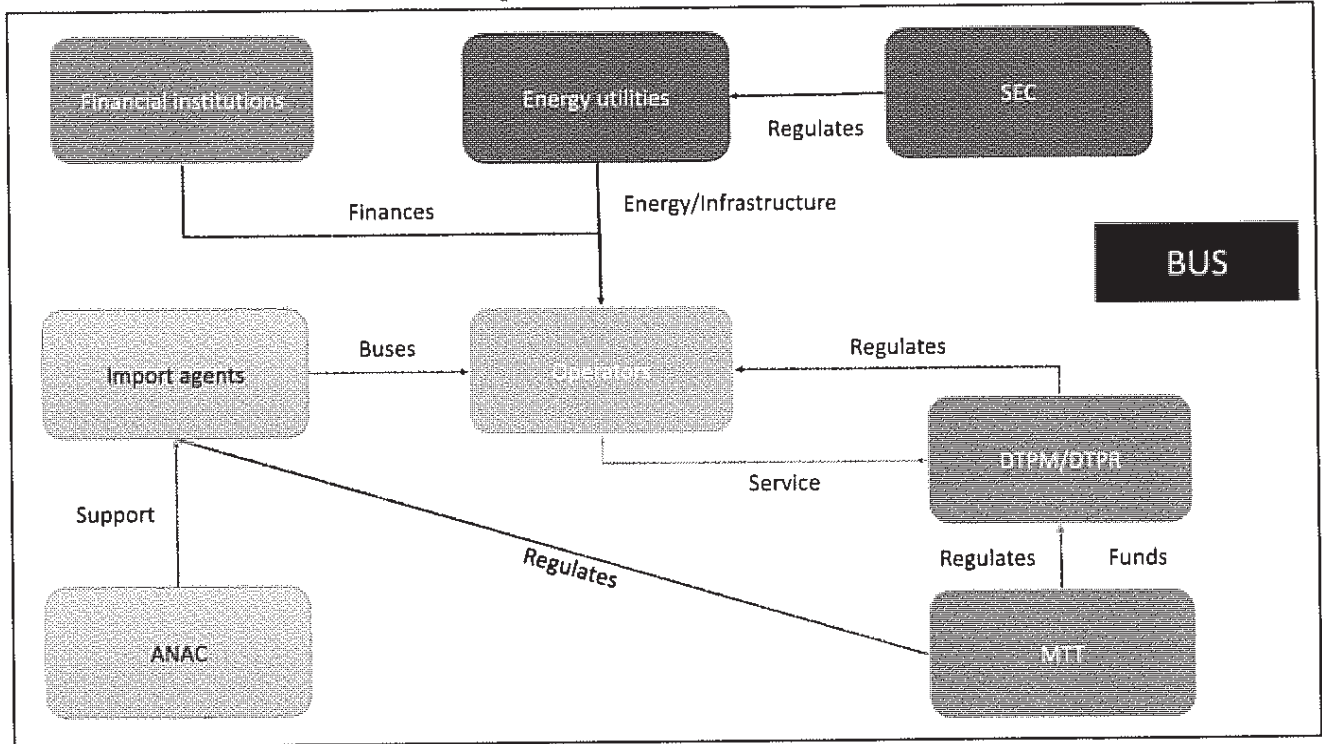 Financial institutions
Energy utilities
SEC
Regulates
Finances
Energy/Infrastructure
BUS
Import agents
Buses
Operators
Regulates
DTPM/DTPR
Service
Support
Regulates
Regulates
Funds
ANAC
MTT